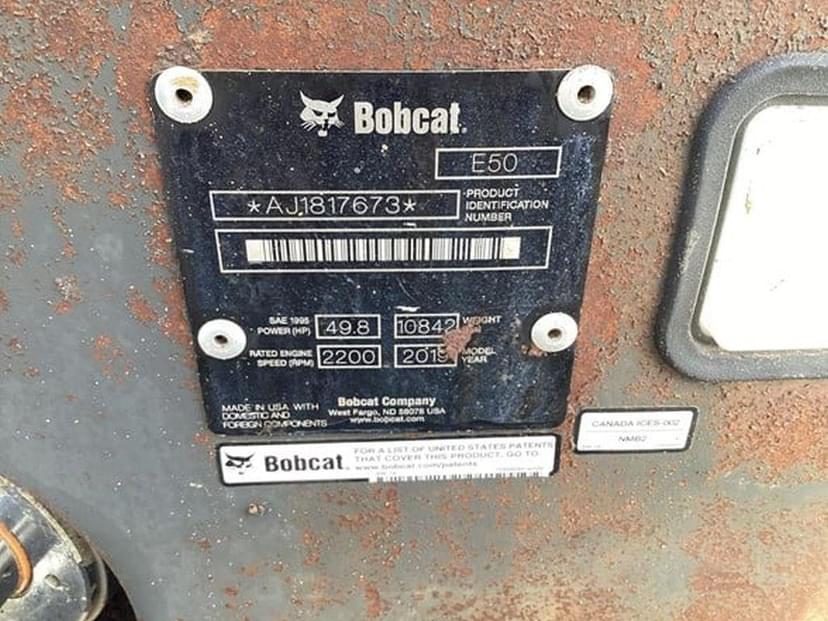 Bobcat.
E50
*AJ1817673*
PRODUCT
IDENTIFICATION
NUMBER
SAE 1995
POWER (HP)
49.8
10842
WEIGHT
RATED ENGINE
SPEED (RPM)
2200
2019
MODEL
YEAR
MADE IN USA WITH
DOMESTIC AND
FOREIGN COMPONENTS
Bobcat Company
West Fargo, ND 58078 USA
www.bobcat.com
CANADA ICES-002
NMB2
Bobcat.
FOR A LIST OF UNITED STATES PATENTS
THAT COVER THIS PRODUCT, GO TO
www.bobcat.com/patents